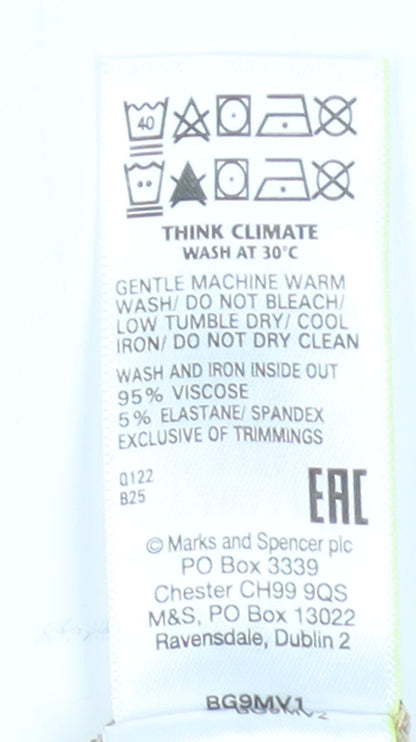 40
THINK CLIMATE
WASH AT 30°C
GENTLE MACHINE WARM
WASH/ DO NOT BLEACH/
LOW TUMBLE DRY/ COOL
IRON/ DO NOT DRY CLEAN
WASH AND IRON INSIDE OUT
95% VISCOSE
5% ELASTANE/ SPANDEX
EXCLUSIVE OF TRIMMINGS
Q122
B25
EAC
© Marks and Spencer plc
PO Box 3339
Chester CH99 9QS
M&S, PO Box 13022
Ravensdale, Dublin 2
BG9MV1